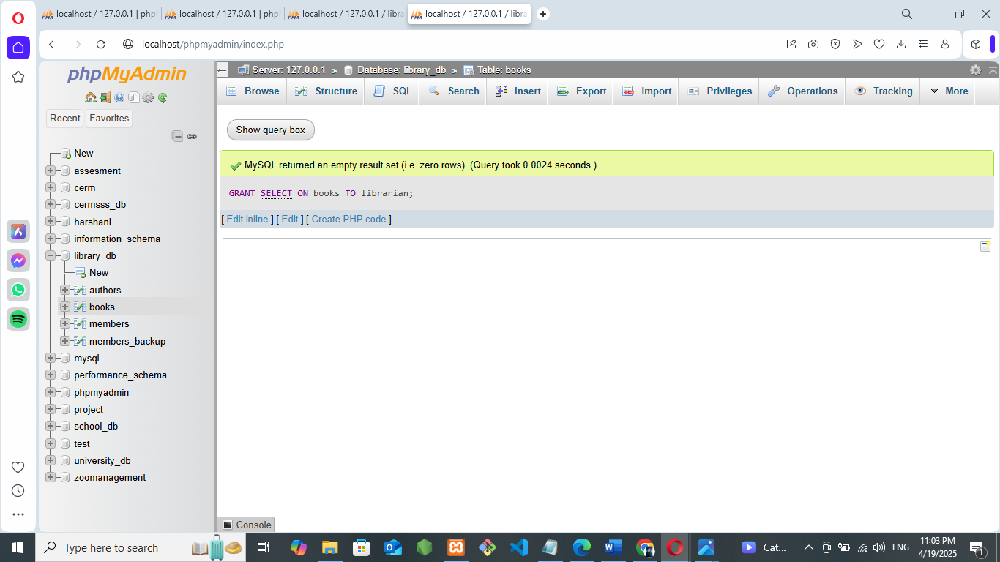 localhost / 127.0.0.1 | php
localhost / 127.0.0.1 | php
localhost / 127.0.0.1 / libra
localhost / 127.0.0.1 / libra
localhost/phpmyadmin/index.php
phpMyAdmin
Recent
Favorites
New
assesment
cerm
cermsss_db
harshani
information_schema
library_db
New
authors
books
members
members_backup
mysql
performance_schema
phpmyadmin
project
school_db
test
university_db
zoomanagement
Server: 127.0.0.1 » Database: library_db » Table: books
Browse
Structure
SQL
Search
Insert
Export
Import
Privileges
Operations
Tracking
More
Show query box
MySQL returned an empty result set (i.e. zero rows). (Query took 0.0024 seconds.)
GRANT SELECT ON books TO librarian;
[ Edit inline ] [ Edit ] [ Create PHP code ]
Console
Type here to search
Cat...
ENG
11:03 PM
4/19/2025
1